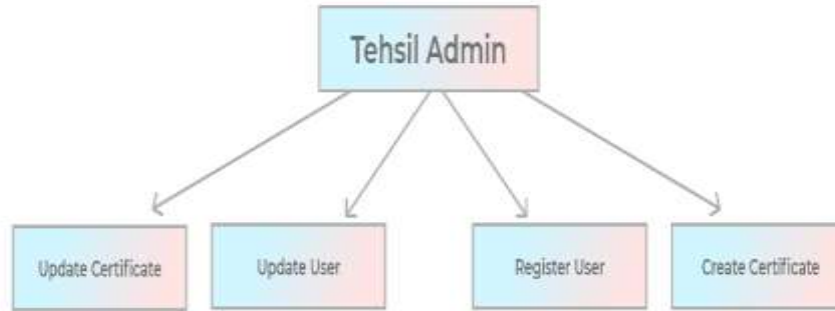 Tehsil Admin
Update Certificate
Update User
Register User
Create Certificate